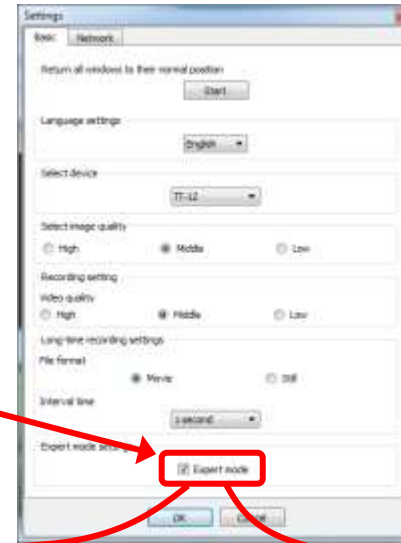 Settings
Basic Network
Return all windows to their normal position
Start
Language settings
English
Select device
TT-12
Select image quality
High Middle Low
Recording setting
Video quality
High Middle Low
Long-time recording settings
File format
Movie Still
Interval time
1 second
Expert mode
Expert mode
OK Cancel